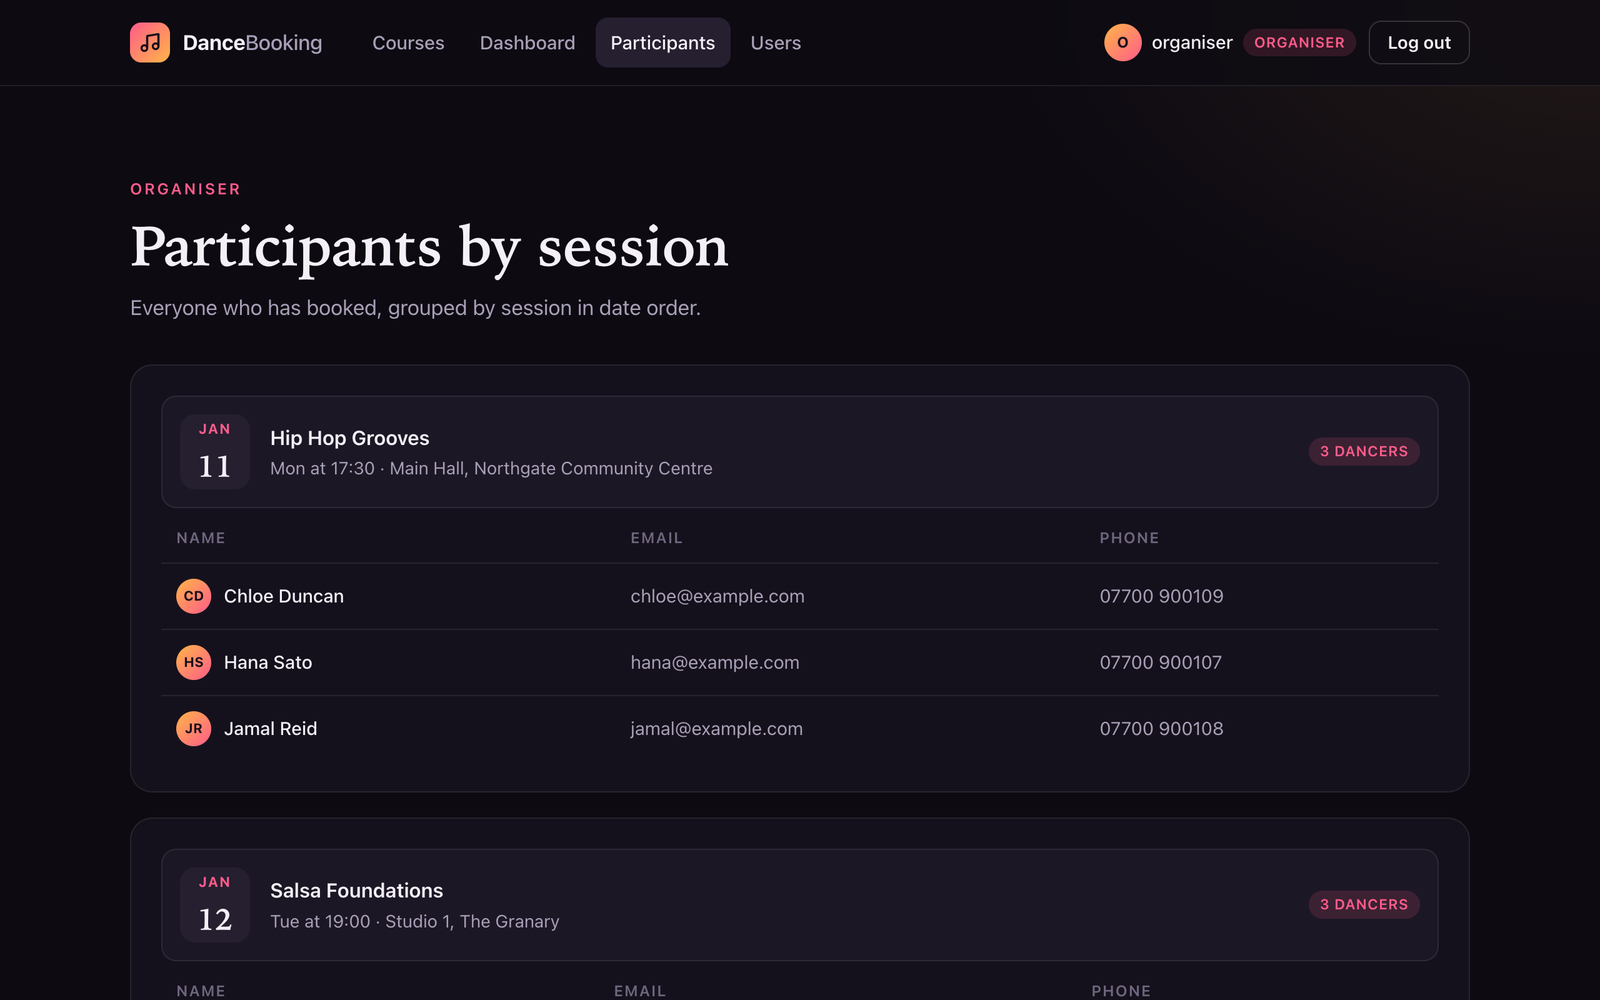 DanceBooking Courses Dashboard Participants Users O organiser ORGANISER Log out
ORGANISER
Participants by session
Everyone who has booked, grouped by session in date order.
JAN
11
Hip Hop Grooves
Mon at 17:30 · Main Hall, Northgate Community Centre
3 DANCERS
NAME EMAIL PHONE
CD Chloe Duncan chloe@example.com 07700 900109
HS Hana Sato hana@example.com 07700 900107
JR Jamal Reid jamal@example.com 07700 900108
JAN
12
Salsa Foundations
Tue at 19:00 · Studio 1, The Granary
3 DANCERS
NAME EMAIL PHONE